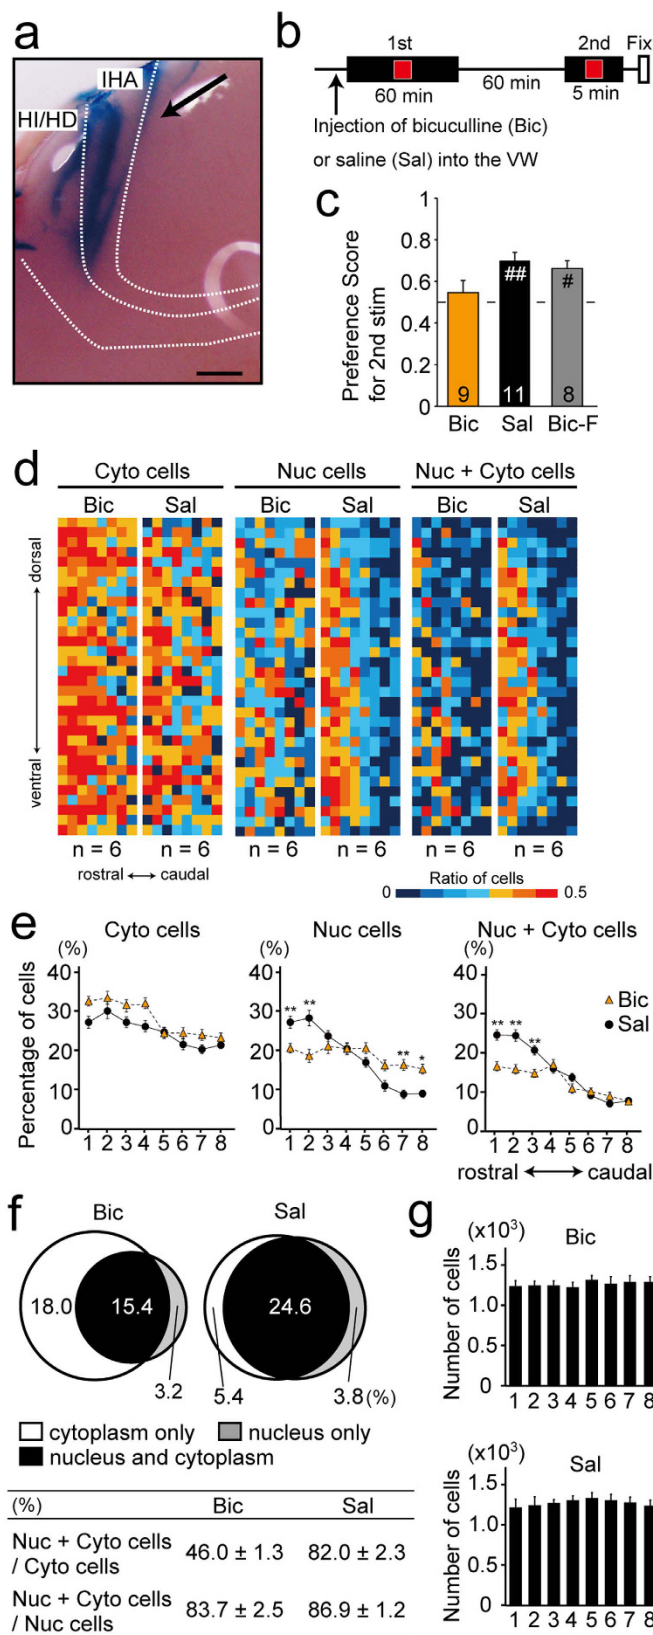 a
IHA
HI/HD
b
1st
2nd
Fix
60 min
60 min
5 min
Injection of bicuculline (Bic)
or saline (Sal) into the VW
c
Preference Score
for 2nd stim
1
0.8
0.6
0.4
0.2
0
##
#
9
11
8
Bic
Sal
Bic-F
d
Cyto cells
Nuc cells
Nuc + Cyto cells
Bic
Sal
Bic
Sal
Bic
Sal
dorsal
ventral
n = 6
n = 6
n = 6
n = 6
n = 6
n = 6
rostral
caudal
Ratio of cells
0
0.5
e
Cyto cells
Nuc cells
Nuc + Cyto cells
(%)
(%)
(%)
Percentage of cells
40
30
20
10
0
1 2 3 4 5 6 7 8
40
30
20
10
0
** ** ** *
1 2 3 4 5 6 7 8
40
30
20
10
0
** ** **
1 2 3 4 5 6 7 8
Bic
Sal
rostral
caudal
f
Bic
Sal
18.0
15.4
3.2
24.6
5.4
3.8(%)
cytoplasm only
nucleus only
nucleus and cytoplasm
(%) Bic Sal
Nuc + Cyto cells
/ Cyto cells
46.0 ± 1.3 82.0 ± 2.3
Nuc + Cyto cells
/ Nuc cells
83.7 ± 2.5 86.9 ± 1.2
g
(x10³)
Bic
Number of cells
1.5
1.0
0
1 2 3 4 5 6 7 8
(x10³)
Sal
Number of cells
1.5
1.0
0
1 2 3 4 5 6 7 8